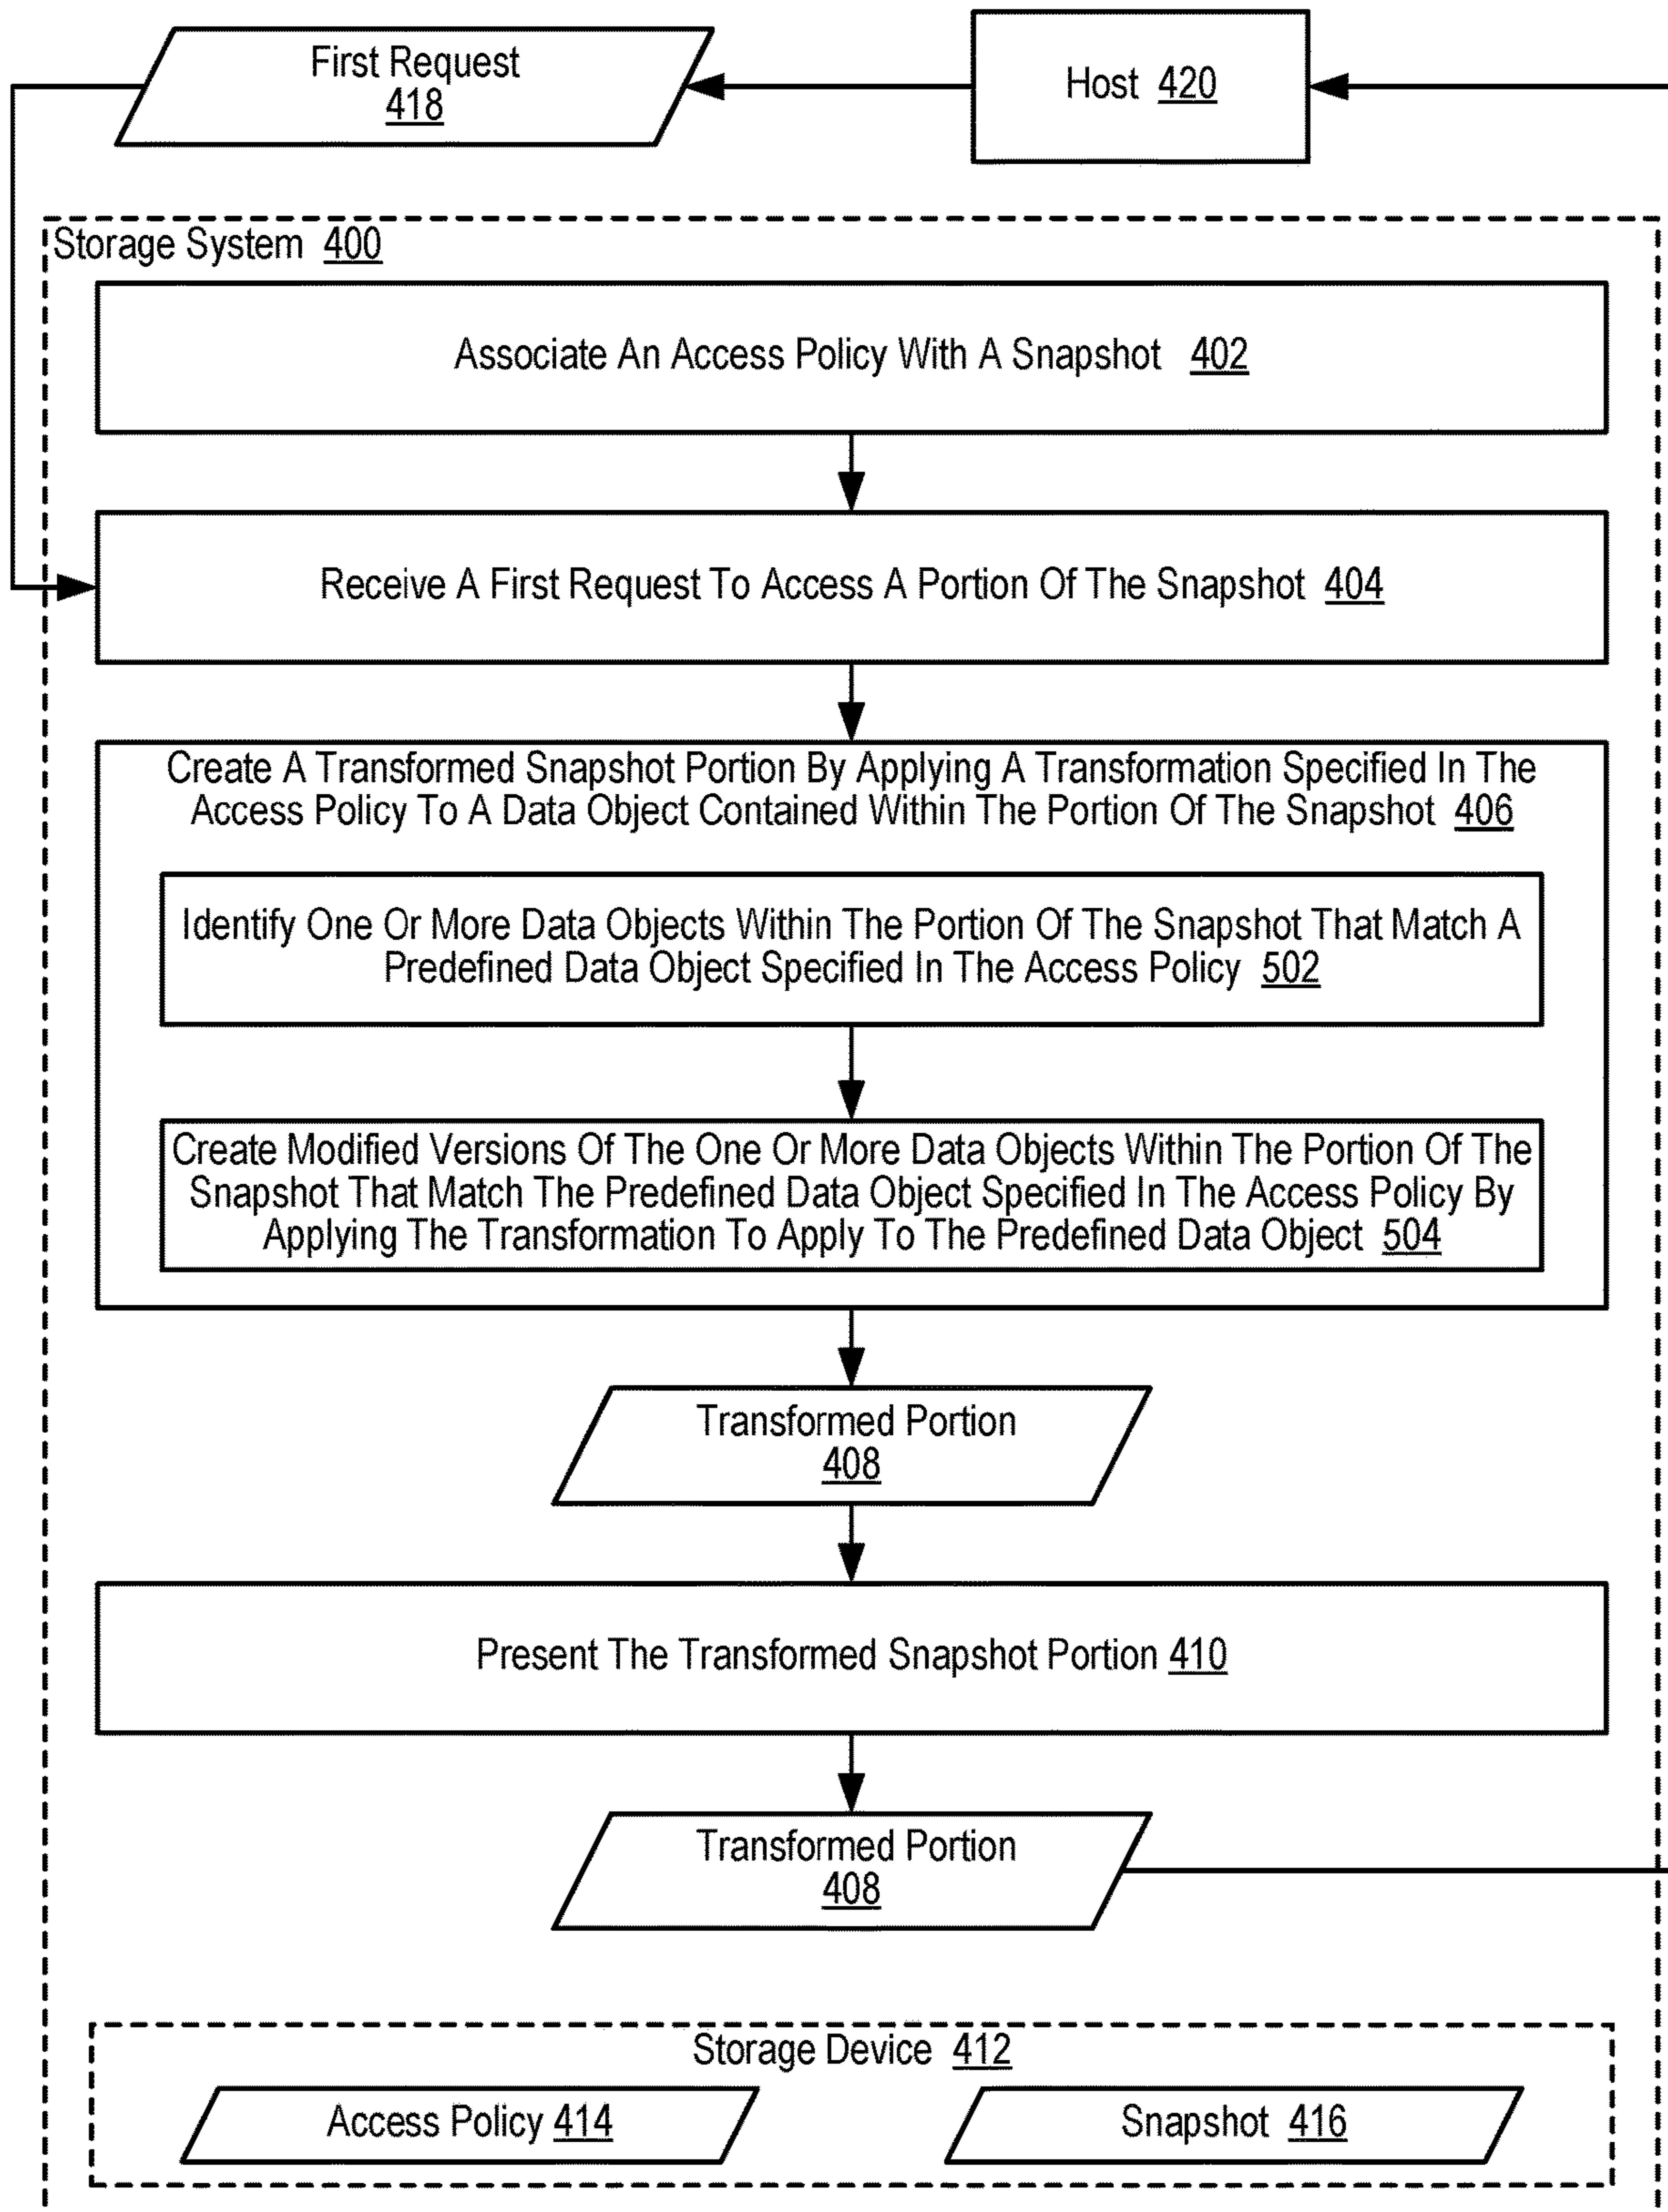 First Request
418
Host 420
Storage System 400
Associate An Access Policy With A Snapshot 402
Receive A First Request To Access A Portion Of The Snapshot 404
Create A Transformed Snapshot Portion By Applying A Transformation Specified In The
Access Policy To A Data Object Contained Within The Portion Of The Snapshot 406
Identify One Or More Data Objects Within The Portion Of The Snapshot That Match A
Predefined Data Object Specified In The Access Policy 502
Create Modified Versions Of The One Or More Data Objects Within The Portion Of The
Snapshot That Match The Predefined Data Object Specified In The Access Policy By
Applying The Transformation To Apply To The Predefined Data Object 504
Transformed Portion
408
Present The Transformed Snapshot Portion 410
Transformed Portion
408
Storage Device 412
Access Policy 414
Snapshot 416